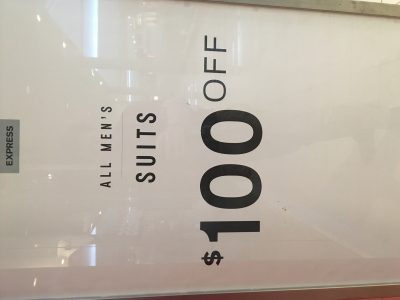 EXPRESS
ALL MEN'S
SUITS
$100 OFF